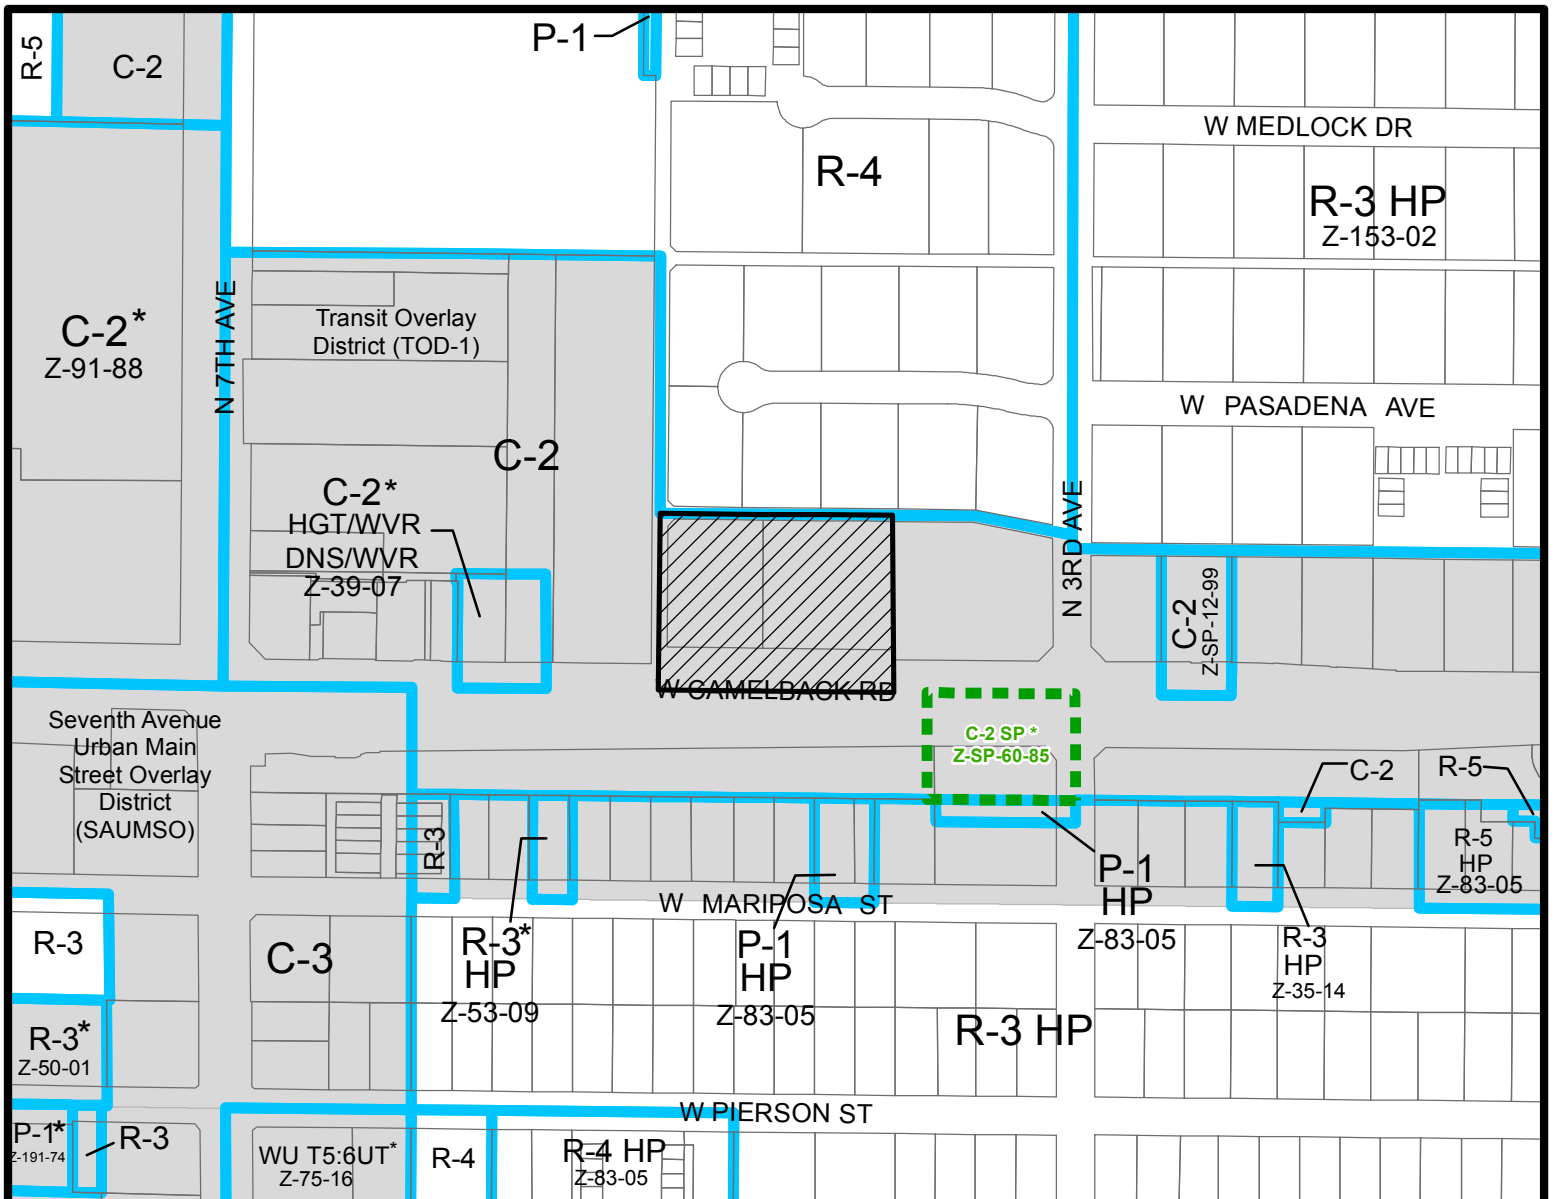 R-5
C-2
P-1
R-4
W MEDLOCK DR
R-3 HP
Z-153-02
C-2*
Z-91-88
N 7TH AVE
Transit Overlay
District (TOD-1)
C-2
W PASADENA AVE
C-2*
HGT/WVR
DNS/WVR
Z-39-07
N 3RD AVE
C-2
Z-SP-12-99
W CAMELBACK RD
C-2 SP *
Z-SP-60-85
Seventh Avenue
Urban Main
Street Overlay
District
(SAUMSO)
C-2
R-5
R-3
R-5
HP
Z-83-05
P-1
HP
Z-83-05
W MARIPOSA ST
R-3
C-3
R-3*
HP
Z-53-09
P-1
HP
Z-83-05
R-3
HP
Z-35-14
R-3 HP
R-3*
Z-50-01
W PIERSON ST
P-1*
Z-191-74
R-3
WU T5:6UT*
Z-75-16
R-4
R-4 HP
Z-83-05